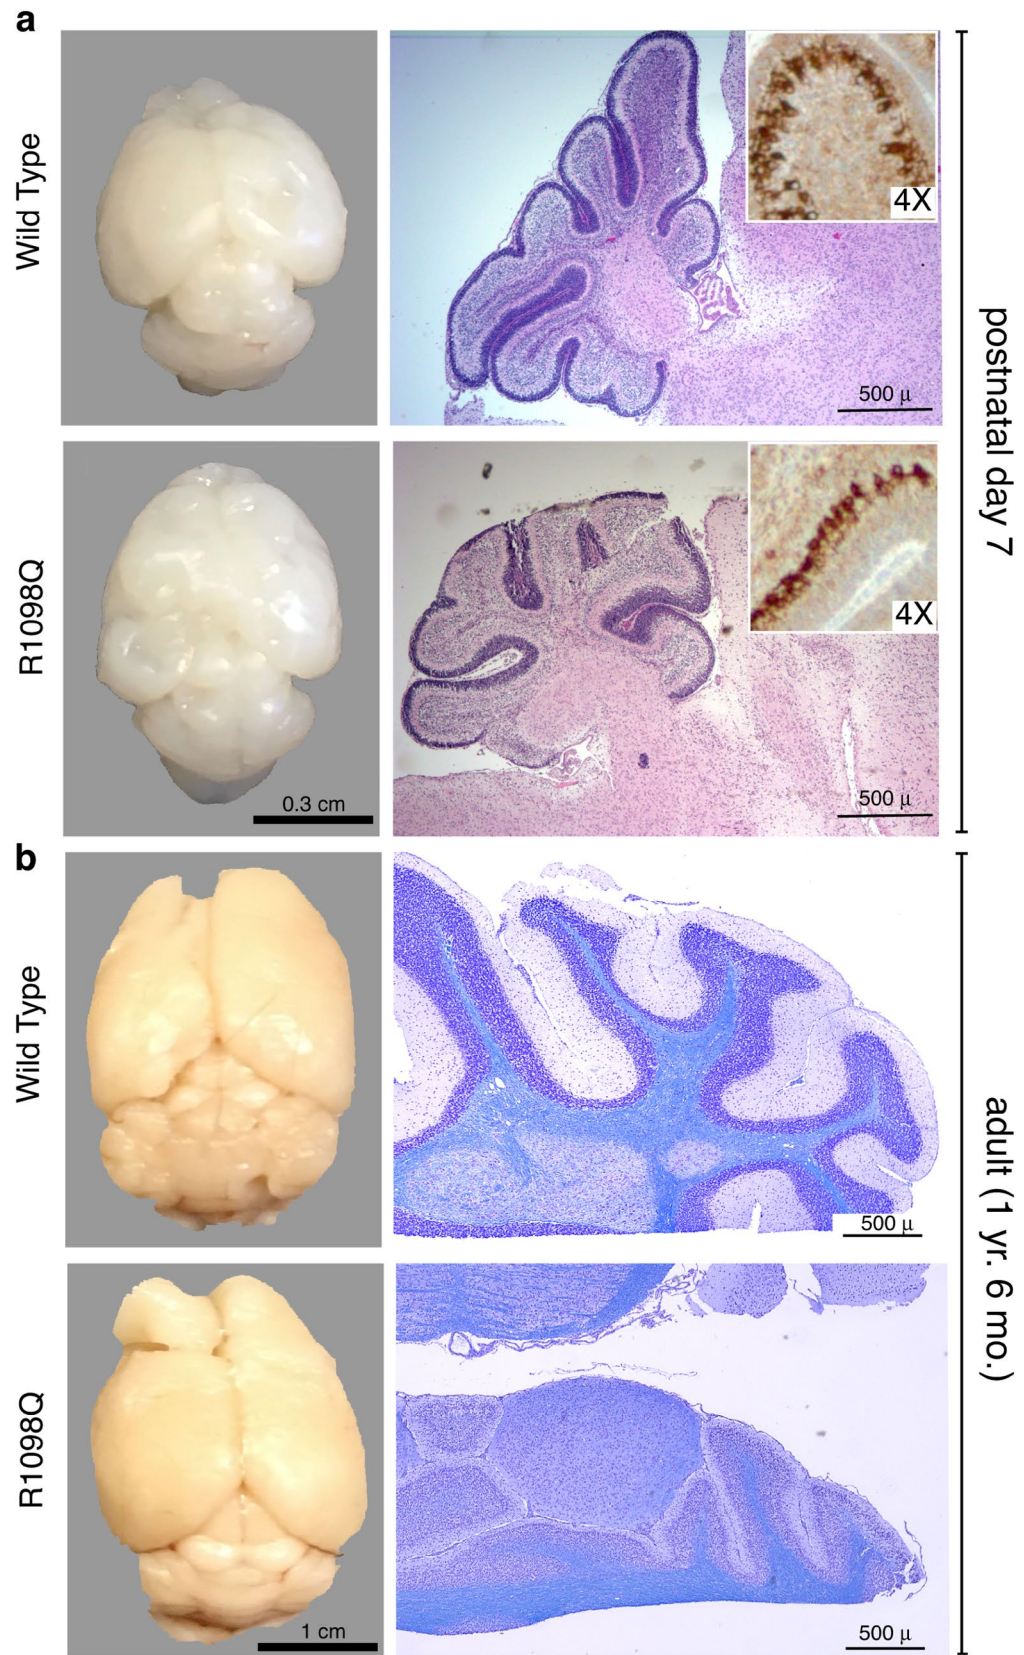 a
Wild Type
4X
500 μ
postnatal day 7
R1098Q
0.3 cm
4X
500 μ
b
Wild Type
500 μ
adult (1 yr. 6 mo.)
R1098Q
1 cm
500 μ